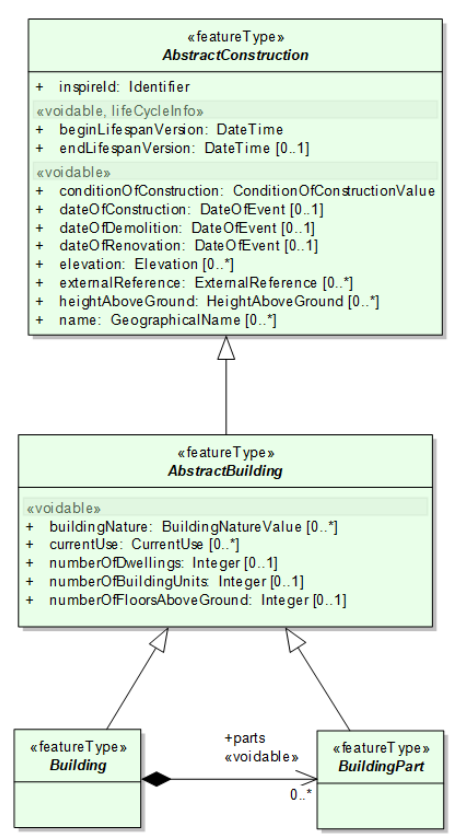 «featureType»
AbstractConstruction
+ inspireId: Identifier
«voidable, lifeCycleInfo»
+ beginLifespanVersion: DateTime
+ endLifespanVersion: DateTime [0..1]
«voidable»
+ conditionOfConstruction: ConditionOfConstructionValue
+ dateOfConstruction: DateOfEvent [0..1]
+ dateOfDemolition: DateOfEvent [0..1]
+ dateOfRenovation: DateOfEvent [0..1]
+ elevation: Elevation [0..*]
+ externalReference: ExternalReference [0..*]
+ heightAboveGround: HeightAboveGround [0..*]
+ name: GeographicalName [0..*]
«featureType»
AbstractBuilding
«voidable»
+ buildingNature: BuildingNatureValue [0..*]
+ currentUse: CurrentUse [0..*]
+ numberOfDwellings: Integer [0..1]
+ numberOfBuildingUnits: Integer [0..1]
+ numberOfFloorsAboveGround: Integer [0..1]
«featureType»
Building
+parts
«voidable»
0..*
«featureType»
BuildingPart